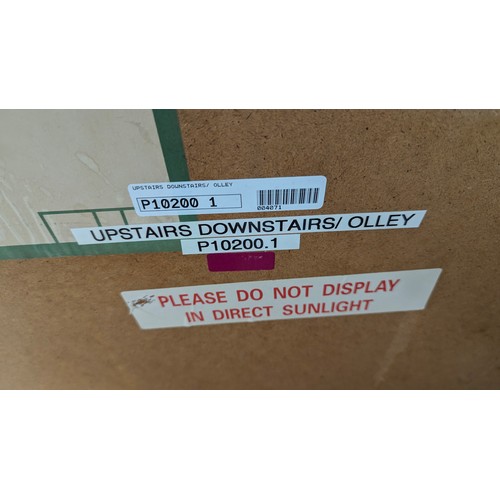 UPSTAIRS DOWNSTAIRS/ OLLEY
P10200 1
004071
UPSTAIRS DOWNSTAIRS/ OLLEY
P10200.1
PLEASE DO NOT DISPLAY
IN DIRECT SUNLIGHT